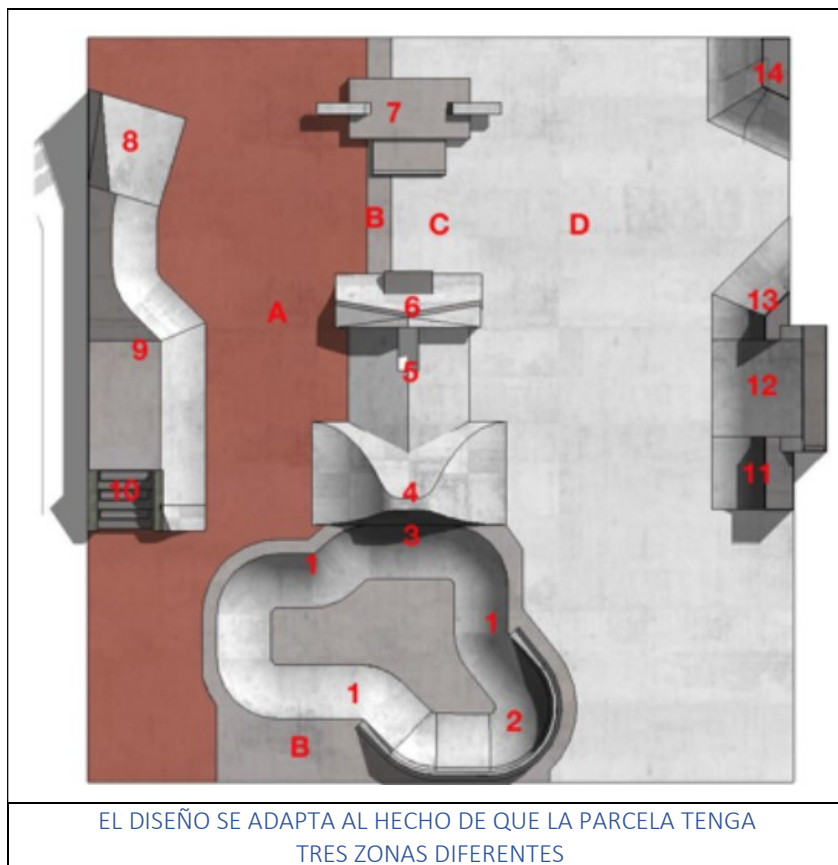 14
7
8
B
C
D
A
13
6
9
5
12
10
11
4
3
1
1
1
2
B
EL DISEÑO SE ADAPTA AL HECHO DE QUE LA PARCELA TENGA
TRES ZONAS DIFERENTES